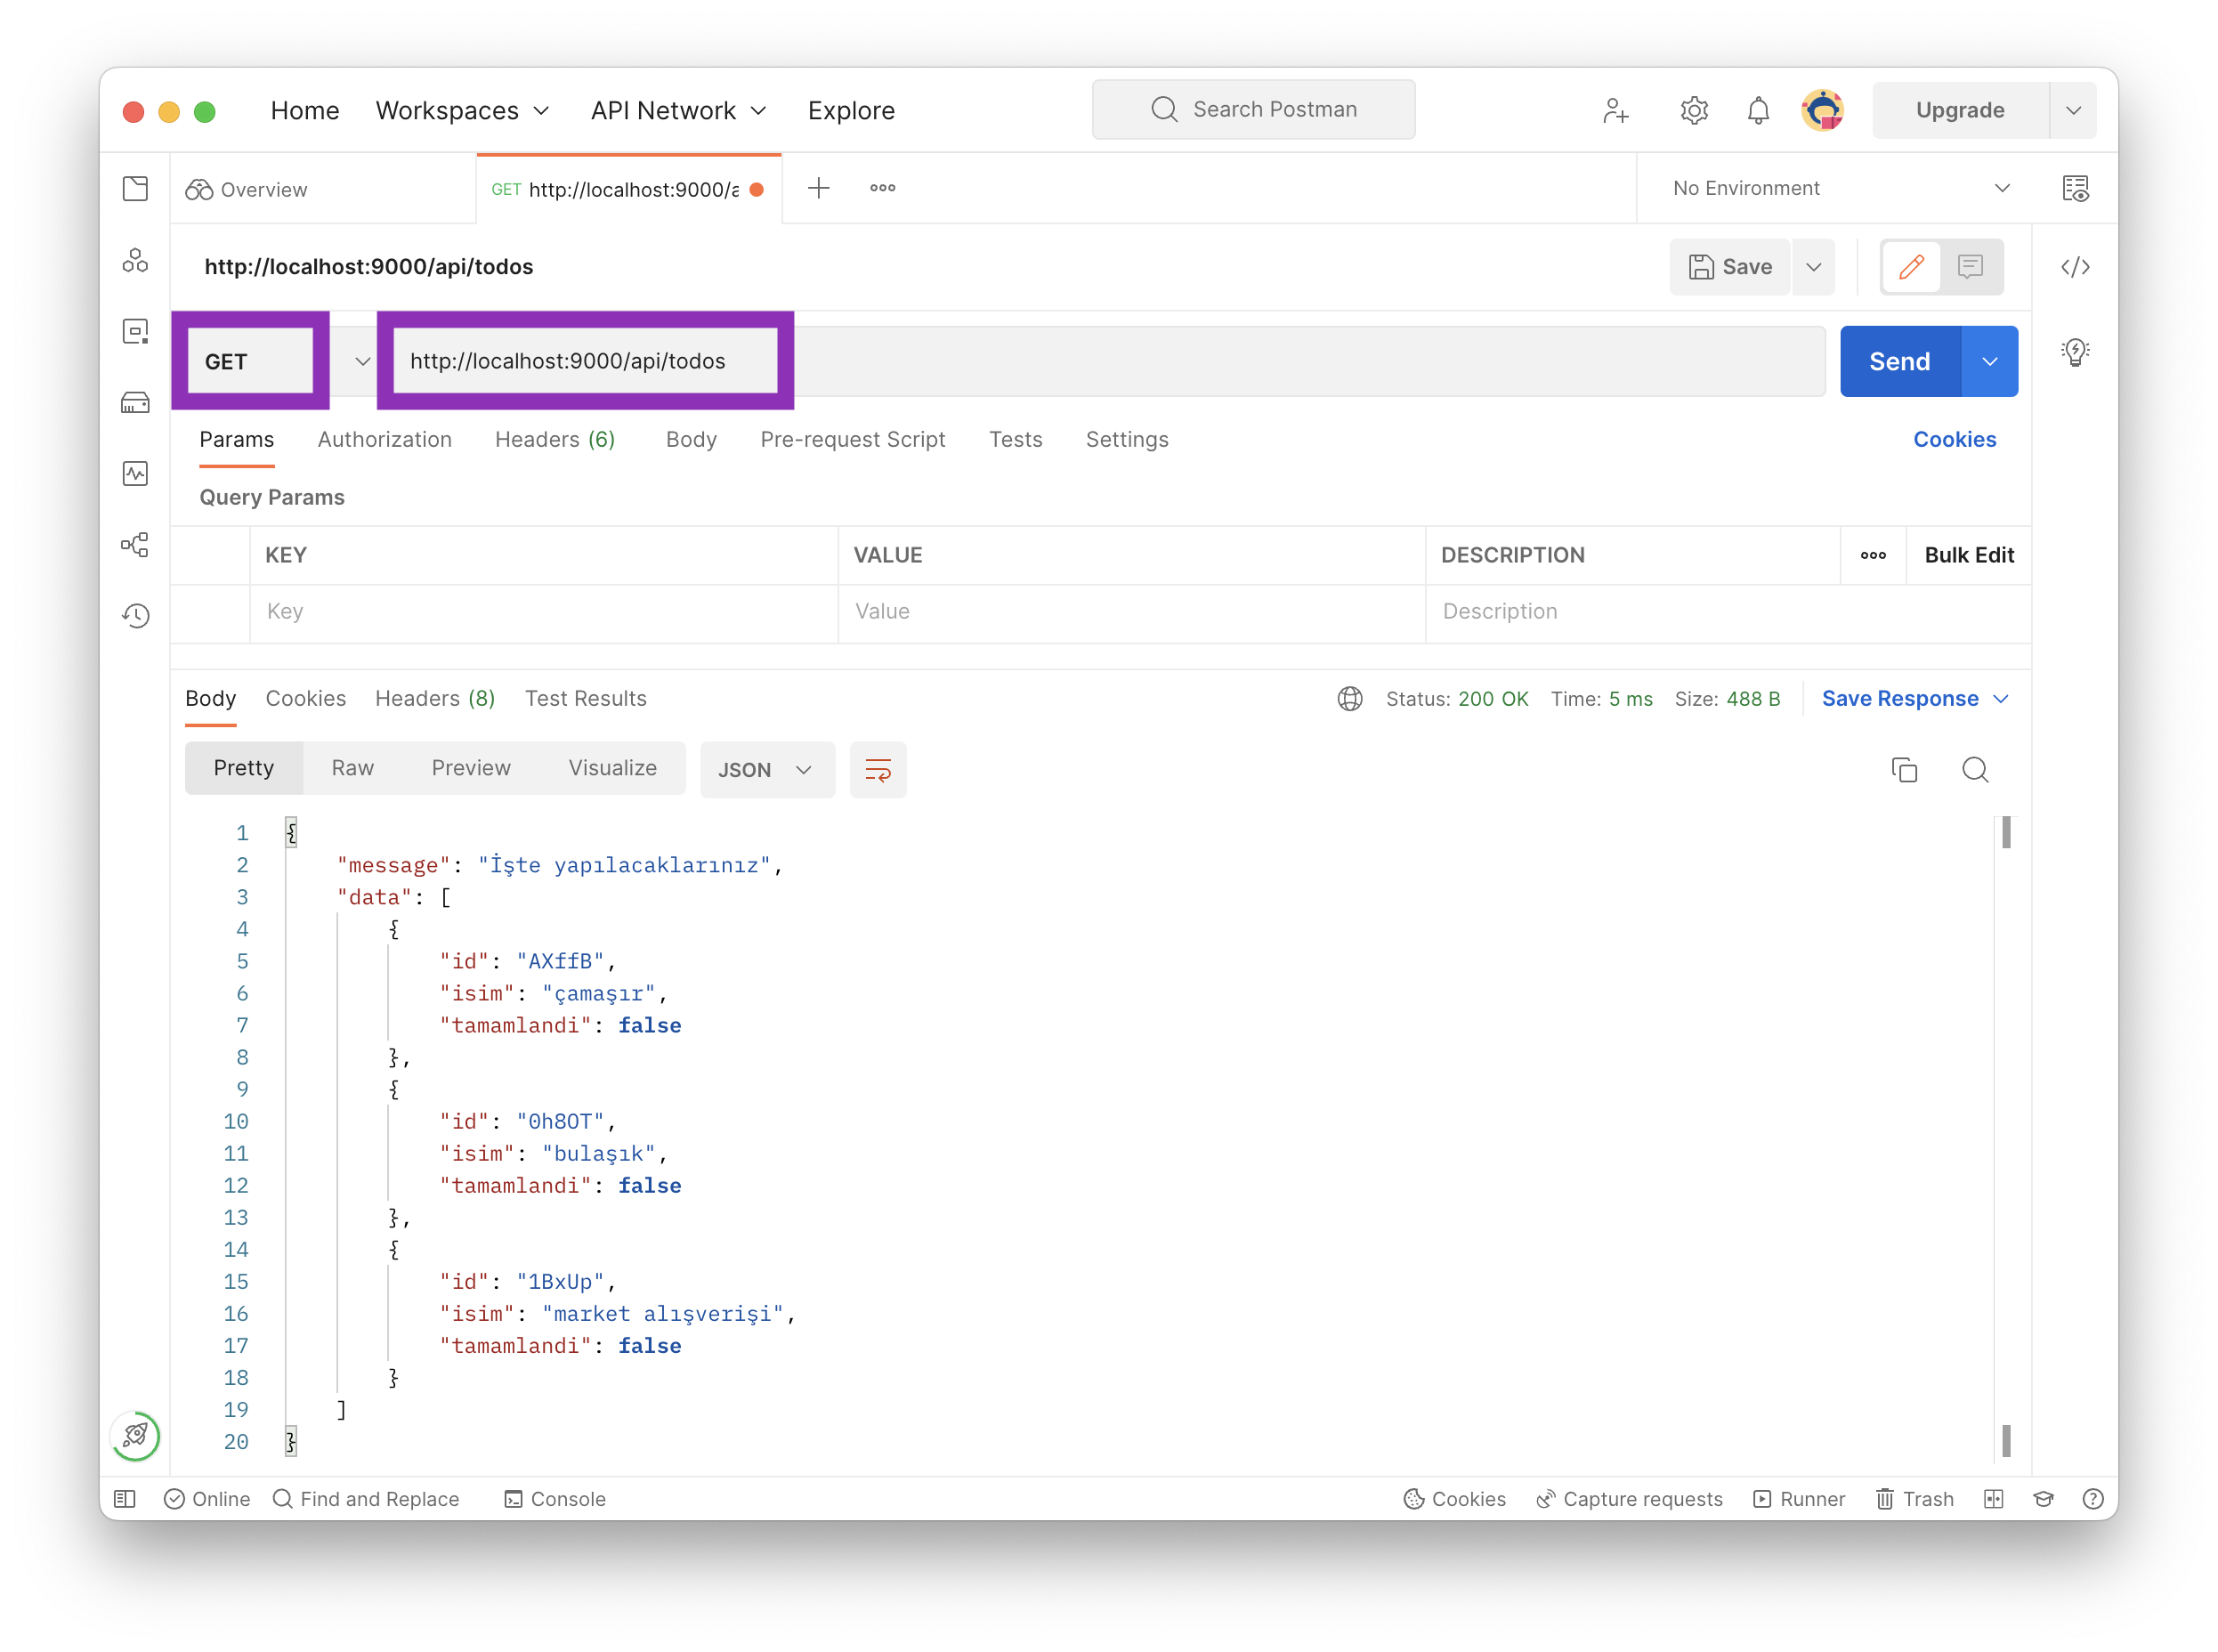 Home Workspaces API Network Explore Search Postman Upgrade
Overview GET http://localhost:9000/a No Environment
http://localhost:9000/api/todos Save
GET http://localhost:9000/api/todos Send
Params Authorization Headers (6) Body Pre-request Script Tests Settings Cookies
Query Params
KEY VALUE DESCRIPTION Bulk Edit
Key Value Description
Body Cookies Headers (8) Test Results Status: 200 OK Time: 5 ms Size: 488 B Save Response
Pretty Raw Preview Visualize JSON
1 {
2 "message": "İşte yapılacaklarınız",
3 "data": [
4 {
5 "id": "AXffB",
6 "isim": "çamaşır",
7 "tamamlandi": false
8 },
9 {
10 "id": "0h8OT",
11 "isim": "bulaşık",
12 "tamamlandi": false
13 },
14 {
15 "id": "1BxUp",
16 "isim": "market alışverişi",
17 "tamamlandi": false
18 }
19 ]
20 }
Online Find and Replace Console Cookies Capture requests Runner Trash